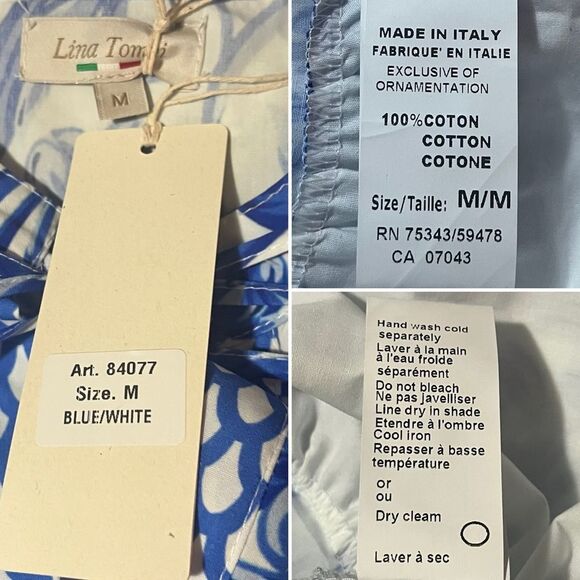 Lina
M
Art. 84077
Size. M
BLUE/WHITE
MADE IN ITALY
FABRIQUE' EN ITALIE
EXCLUSIVE OF
ORNAMENTATION
100%COTON
COTTON
COTONE
Size/Taille: M/M
RN 75343/59478
CA 07043
Hand wash cold
separately
Laver à la main
à l'eau froide
séparément
Do not bleach
Ne pas javelliser
Line dry in shade
Etendre à l'ombre
Cool iron
Repasser à basse
température
or
ou
Dry cleam
Laver à sec